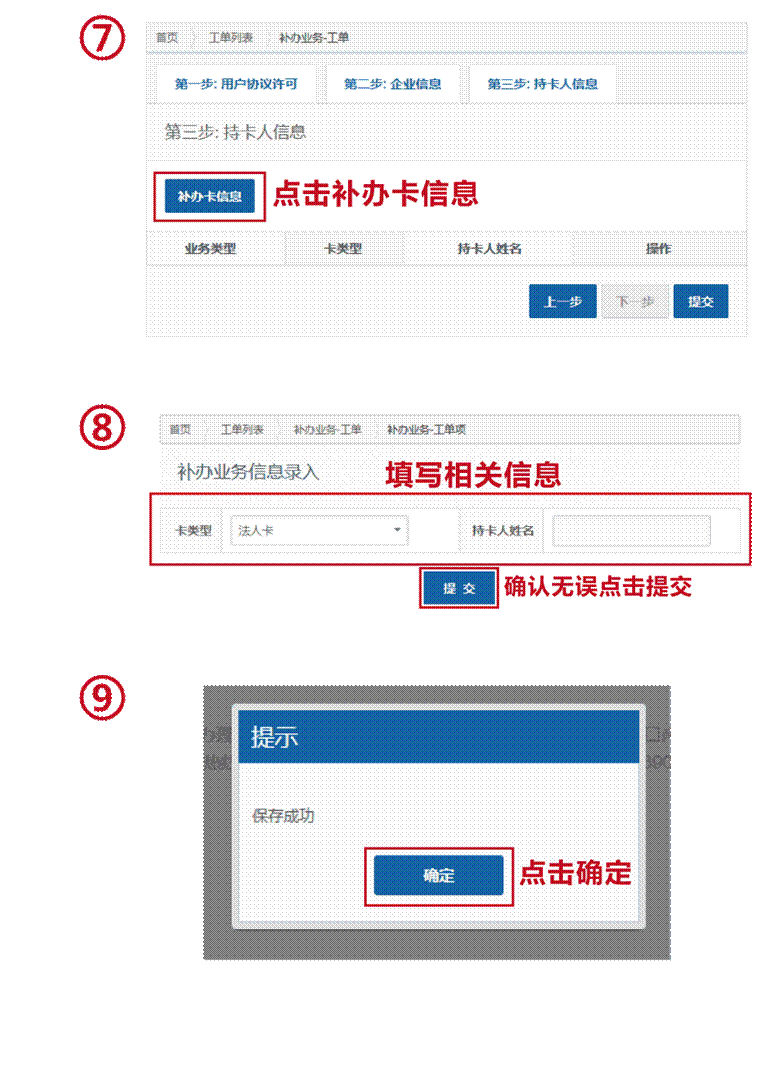 ⑦
首页 工单列表 补办业务-工单
第一步: 用户协议许可 第二步: 企业信息 第三步: 持卡人信息
第三步: 持卡人信息
补办卡信息 点击补办卡信息
业务类型 卡类型 持卡人姓名 操作
上一步 下一步 提交
⑧
首页 工单列表 补办业务-工单 补办业务-工单项
补办业务信息录入 填写相关信息
卡类型 法人卡 持卡人姓名
提 交 确认无误点击提交
⑨
提示
保存成功
确定 点击确定